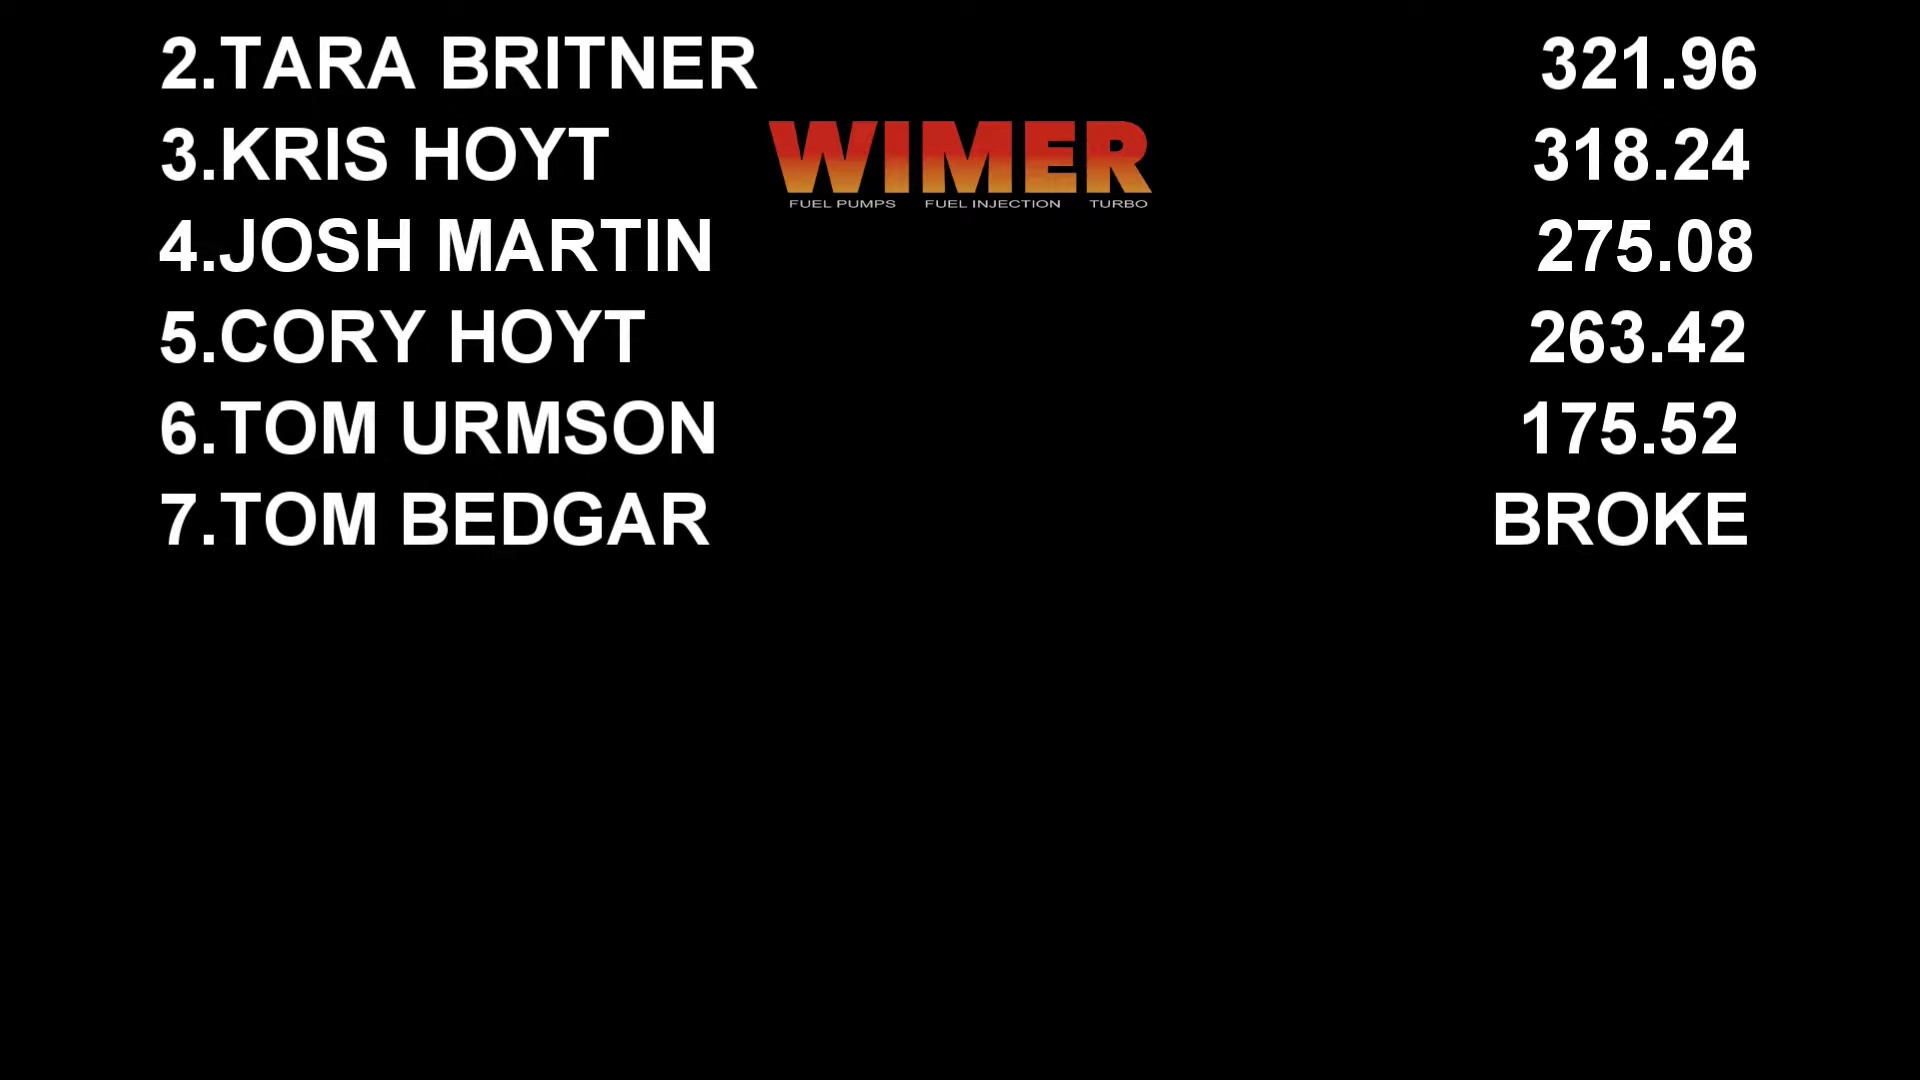 2.TARA BRITNER 321.96
3.KRIS HOYT 318.24
WIMER
FUEL PUMPS FUEL INJECTION TURBO
4.JOSH MARTIN 275.08
5.CORY HOYT 263.42
6.TOM URMSON 175.52
7.TOM BEDGAR BROKE